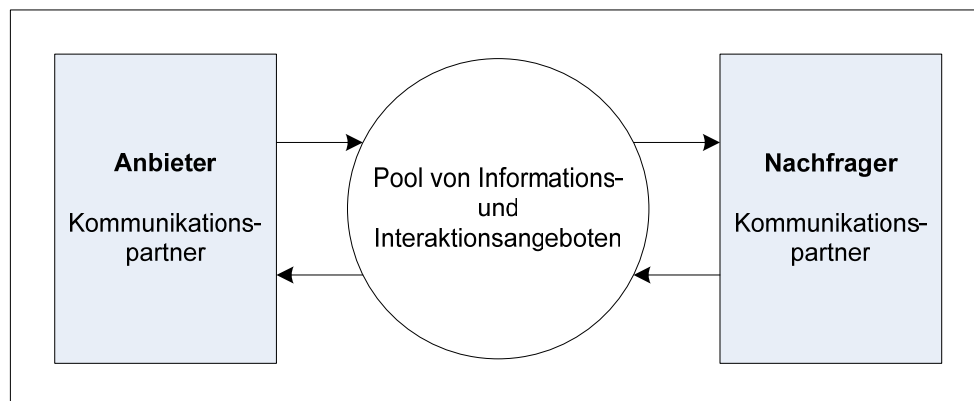 Anbieter
Kommunikations-
partner
Pool von Informations-
und
Interaktionsangeboten
Nachfrager
Kommunikations-
partner